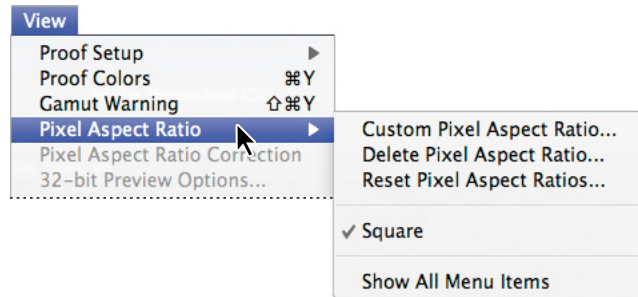 View
Proof Setup
Proof Colors ⌘Y
Gamut Warning ⇧⌘Y
Pixel Aspect Ratio
Pixel Aspect Ratio Correction
32-bit Preview Options...
Custom Pixel Aspect Ratio...
Delete Pixel Aspect Ratio...
Reset Pixel Aspect Ratios...
✓ Square
Show All Menu Items